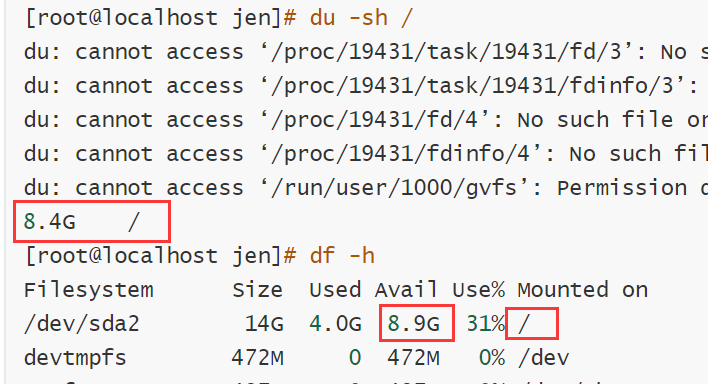 [root@localhost jen]# du -sh /
du: cannot access ‘/proc/19431/task/19431/fd/3’: No s
du: cannot access ‘/proc/19431/task/19431/fdinfo/3’:
du: cannot access ‘/proc/19431/fd/4’: No such file or
du: cannot access ‘/proc/19431/fdinfo/4’: No such fil
du: cannot access ‘/run/user/1000/gvfs’: Permission d
8.4G    /
[root@localhost jen]# df -h
Filesystem      Size  Used Avail Use% Mounted on
/dev/sda2        14G  4.0G  8.9G  31% /
devtmpfs        472M     0  472M   0% /dev